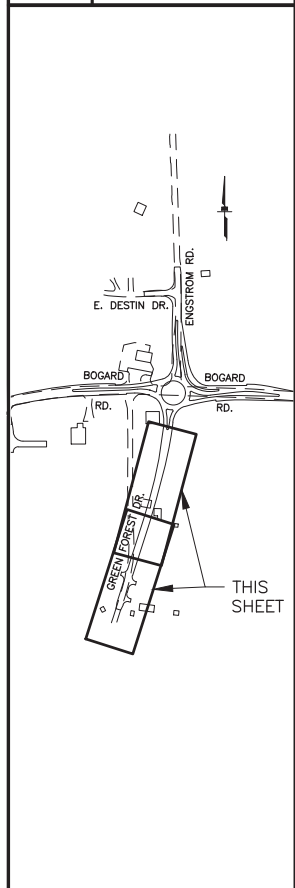 ENGSTROM RD.
E. DESTIN DR.
BOGARD
BOGARD
RD.
RD.
GREEN FOREST DR.
THIS
SHEET